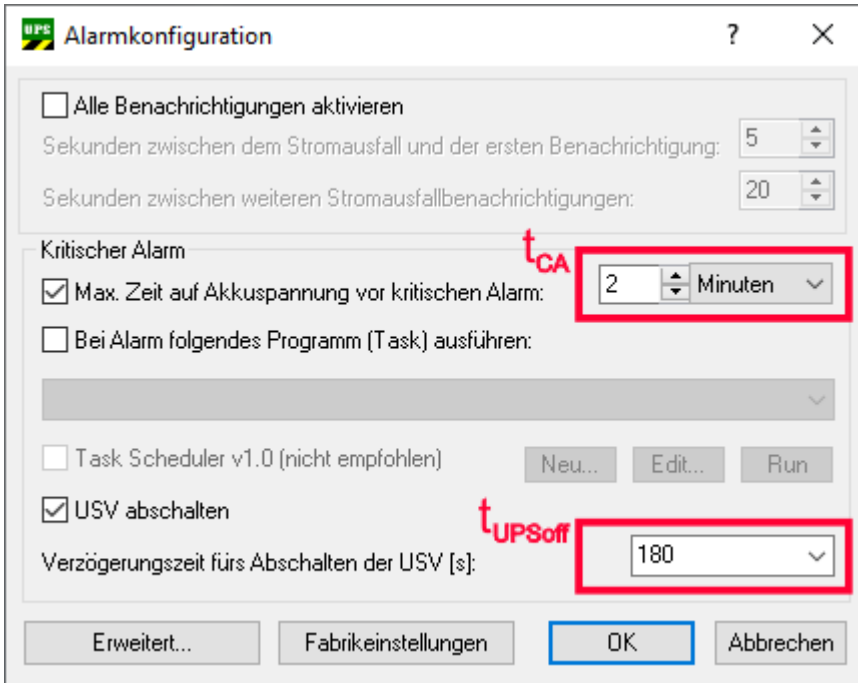 UPS Alarmkonfiguration ?
Alle Benachrichtigungen aktivieren
Sekunden zwischen dem Stromausfall und der ersten Benachrichtigung: 5
Sekunden zwischen weiteren Stromausfallbenachrichtigungen: 20
Kritischer Alarm
tCA
Max. Zeit auf Akkuspannung vor kritischen Alarm: 2 Minuten
Bei Alarm folgendes Programm (Task) ausführen:
Task Scheduler v1.0 (nicht empfohlen) Neu... Edit... Run
USV abschalten
tUPSoff
Verzögerungszeit fürs Abschalten der USV [s]: 180
Erweitert... Fabrikeinstellungen OK Abbrechen